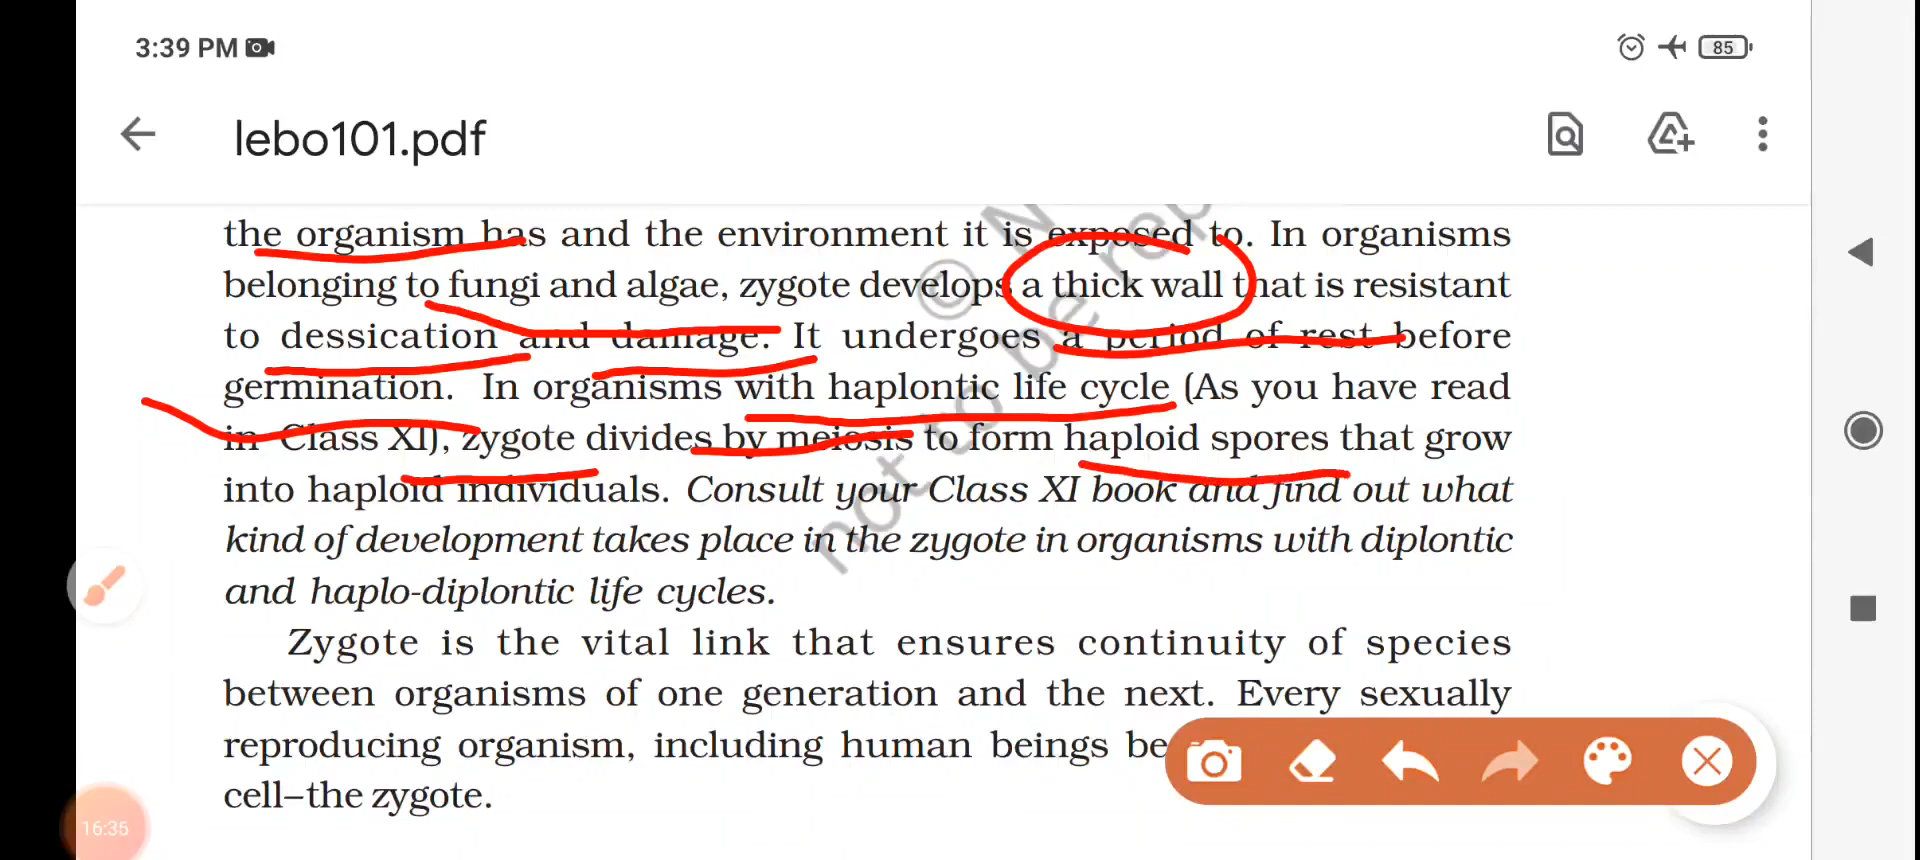 3:39 PM
85
lebo101.pdf
the organism has and the environment it is exposed to. In organisms
belonging to fungi and algae, zygote develops a thick wall that is resistant
to dessication and damage. It undergoes a period of rest before
germination. In organisms with haplontic life cycle (As you have read
in Class XI), zygote divides by meiosis to form haploid spores that grow
into haploid individuals. Consult your Class XI book and find out what
kind of development takes place in the zygote in organisms with diplontic
and haplo-diplontic life cycles.
Zygote is the vital link that ensures continuity of species
between organisms of one generation and the next. Every sexually
reproducing organism, including human beings be
cell–the zygote.
© N
not to be rep
16:35